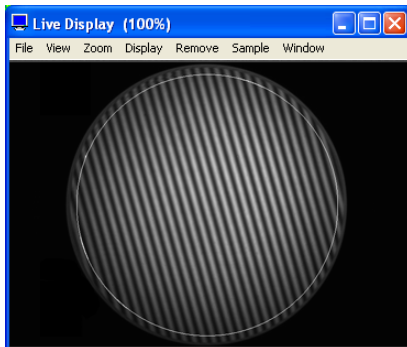 Live Display (100%)
File View Zoom Display Remove Sample Window